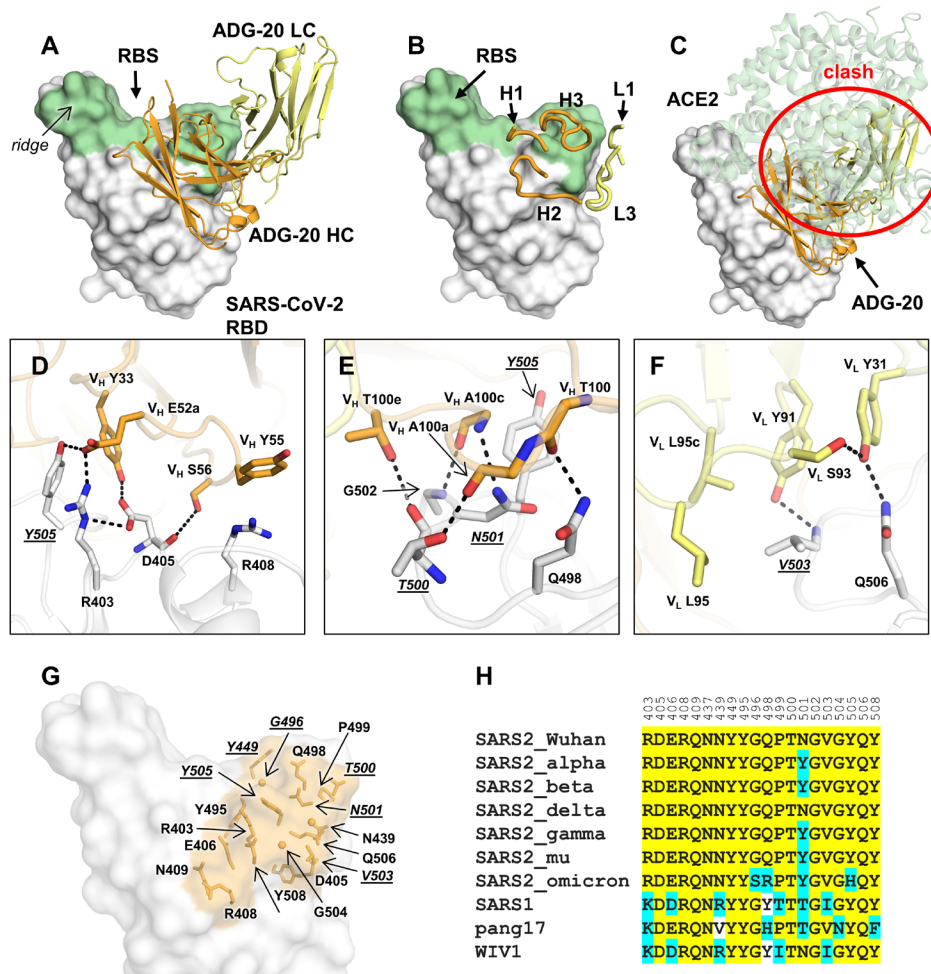 A
ADG-20 LC
RBS
ridge
ADG-20 HC
SARS-CoV-2
RBD
B
RBS
H1
H3
L1
H2
L3
C
clash
ACE2
ADG-20
D
VH Y33
VH E52a
VH Y55
VH S56
Y505
D405
R408
R403
E
Y505
VH T100e
VH A100c
VH T100
VH A100a
G502
N501
T500
Q498
F
VL Y31
VL Y91
VL L95c
VL S93
V503
VL L95
Q506
G
G496
P499
Y449
Q498
Y505
T500
Y495
N501
R403
N439
E406
Q506
N409
V503
D405
Y508
G504
R408
H
403 405 406 408 409 437 439 449 495 496 498 499 500 501 502 503 504 505 506 508
SARS2_Wuhan RDERQNNYYGQPTNGVGYQY
SARS2_alpha RDERQNNYYGQPTYGVGYQY
SARS2_beta RDERQNNYYGQPTYGVGYQY
SARS2_delta RDERQNNYYGQPTNGVGYQY
SARS2_gamma RDERQNNYYGQPTYGVGYQY
SARS2_mu RDERQNNYYGQPTYGVGYQY
SARS2_omicron RDERQNNYYSRPTYGVGHQY
SARS1 KDDRQNRYYGYTTTGIGYQY
pang17 KDERQNVYYGHPTTGVNYQF
WIV1 KDDRQNRYYGYITNGIGYQY